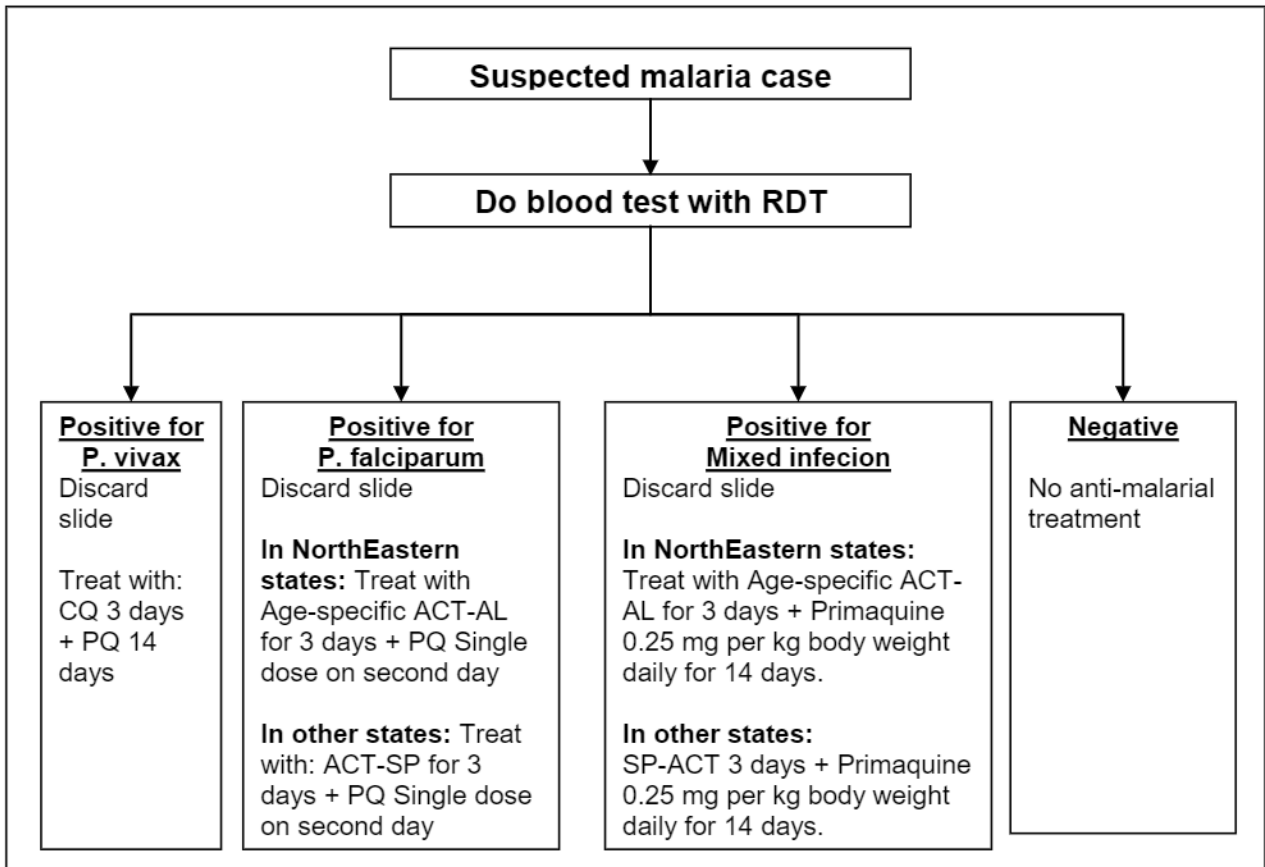 Suspected malaria case
Do blood test with RDT
Positive for
P. vivax
Discard
slide
Treat with:
CQ 3 days
+ PQ 14
days
Positive for
P. falciparum
Discard slide
In NorthEastern
states: Treat with
Age-specific ACT-AL
for 3 days + PQ Single
dose on second day
In other states: Treat
with: ACT-SP for 3
days + PQ Single dose
on second day
Positive for
Mixed infecion
Discard slide
In NorthEastern states:
Treat with Age-specific ACT-
AL for 3 days + Primaquine
0.25 mg per kg body weight
daily for 14 days.
In other states:
SP-ACT 3 days + Primaquine
0.25 mg per kg body weight
daily for 14 days.
Negative
No anti-malarial
treatment